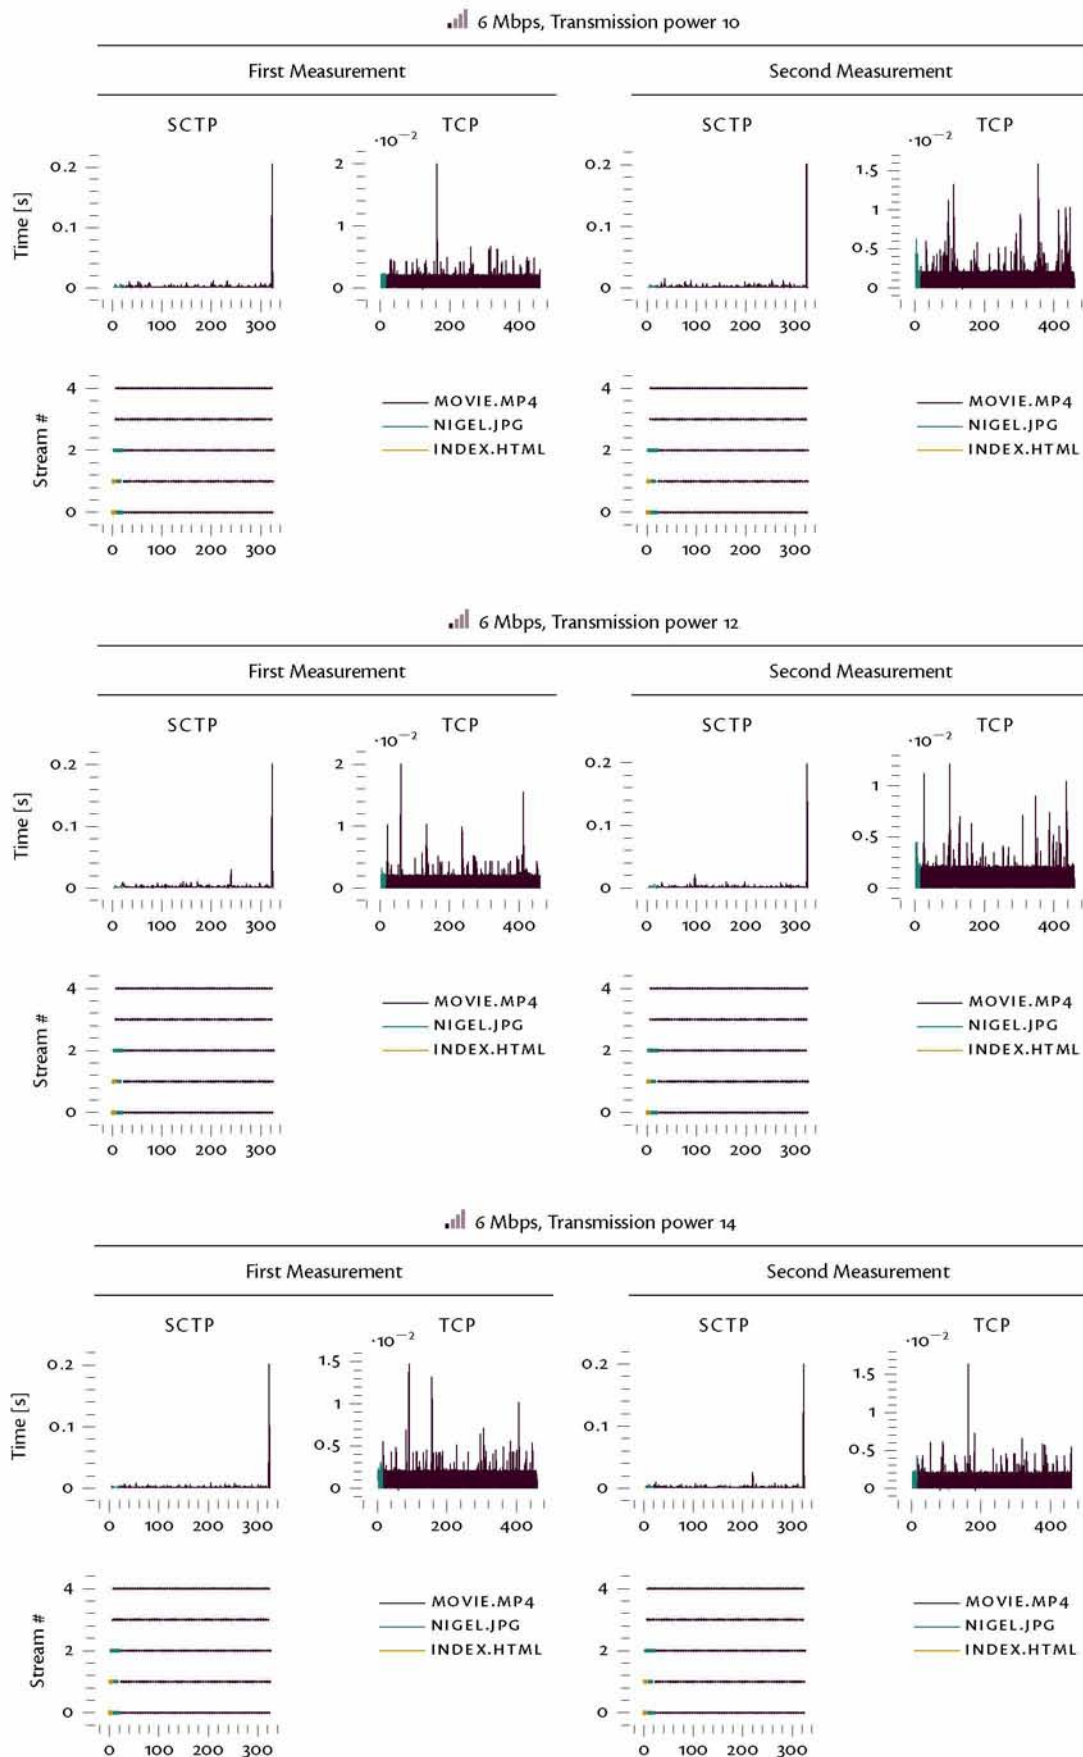 6 Mbps, Transmission power 10
First Measurement Second Measurement
SCTP TCP SCTP TCP
·10−2 ·10−2
Time [s]
0.2 0.1 0
2 1 0
0.2 0.1 0
1.5 1 0.5 0
0 100 200 300 0 200 400 0 100 200 300 0 200 400
Stream #
4 2 0
MOVIE.MP4
NIGEL.JPG
INDEX.HTML
4 2 0
MOVIE.MP4
NIGEL.JPG
INDEX.HTML
0 100 200 300 0 100 200 300
6 Mbps, Transmission power 12
First Measurement Second Measurement
SCTP TCP SCTP TCP
·10−2 ·10−2
Time [s]
0.2 0.1 0
2 1 0
0.2 0.1 0
1 0.5 0
0 100 200 300 0 200 400 0 100 200 300 0 200 400
Stream #
4 2 0
MOVIE.MP4
NIGEL.JPG
INDEX.HTML
4 2 0
MOVIE.MP4
NIGEL.JPG
INDEX.HTML
0 100 200 300 0 100 200 300
6 Mbps, Transmission power 14
First Measurement Second Measurement
SCTP TCP SCTP TCP
·10−2 ·10−2
Time [s]
0.2 0.1 0
1.5 1 0.5 0
0.2 0.1 0
1.5 1 0.5 0
0 100 200 300 0 200 400 0 100 200 300 0 200 400
Stream #
4 2 0
MOVIE.MP4
NIGEL.JPG
INDEX.HTML
4 2 0
MOVIE.MP4
NIGEL.JPG
INDEX.HTML
0 100 200 300 0 100 200 300